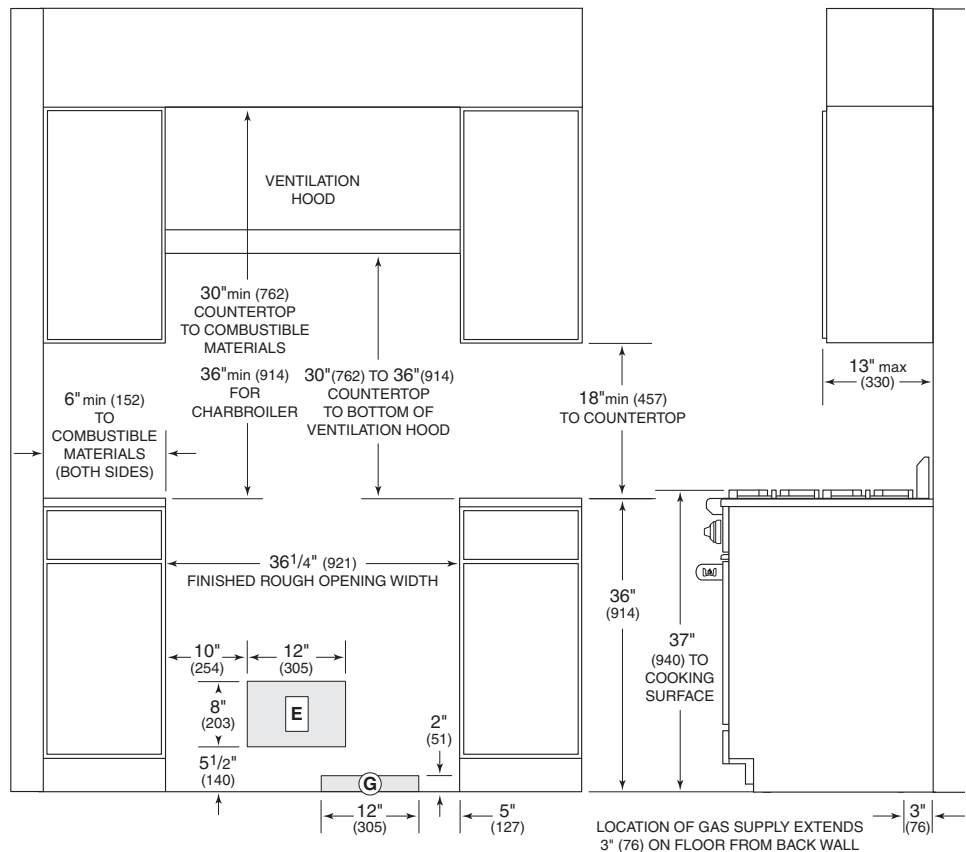 VENTILATION
HOOD
30" min (762)
COUNTERTOP
TO COMBUSTIBLE
MATERIALS
36" min (914)
FOR
CHARBROILER
30" (762) TO 36" (914)
COUNTERTOP
TO BOTTOM OF
VENTILATION HOOD
13" max
(330)
6" min (152)
TO
COMBUSTIBLE
MATERIALS
(BOTH SIDES)
18" min (457)
TO COUNTERTOP
36 1/4" (921)
FINISHED ROUGH OPENING WIDTH
36"
(914)
37"
(940) TO
COOKING
SURFACE
10"
(254)
12"
(305)
8"
(203)
E
5 1/2"
(140)
2"
(51)
G
12"
(305)
5"
(127)
3"
(76)
LOCATION OF GAS SUPPLY EXTENDS
3" (76) ON FLOOR FROM BACK WALL